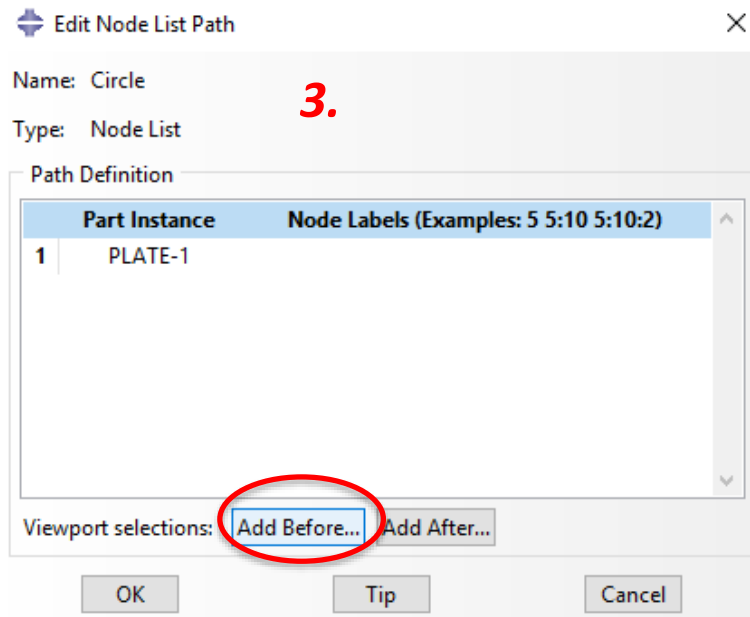 Edit Node List Path
Name: Circle
3.
Type: Node List
Path Definition
Part Instance Node Labels (Examples: 5 5:10 5:10:2)
1 PLATE-1
Viewport selections: Add Before... Add After...
OK Tip Cancel